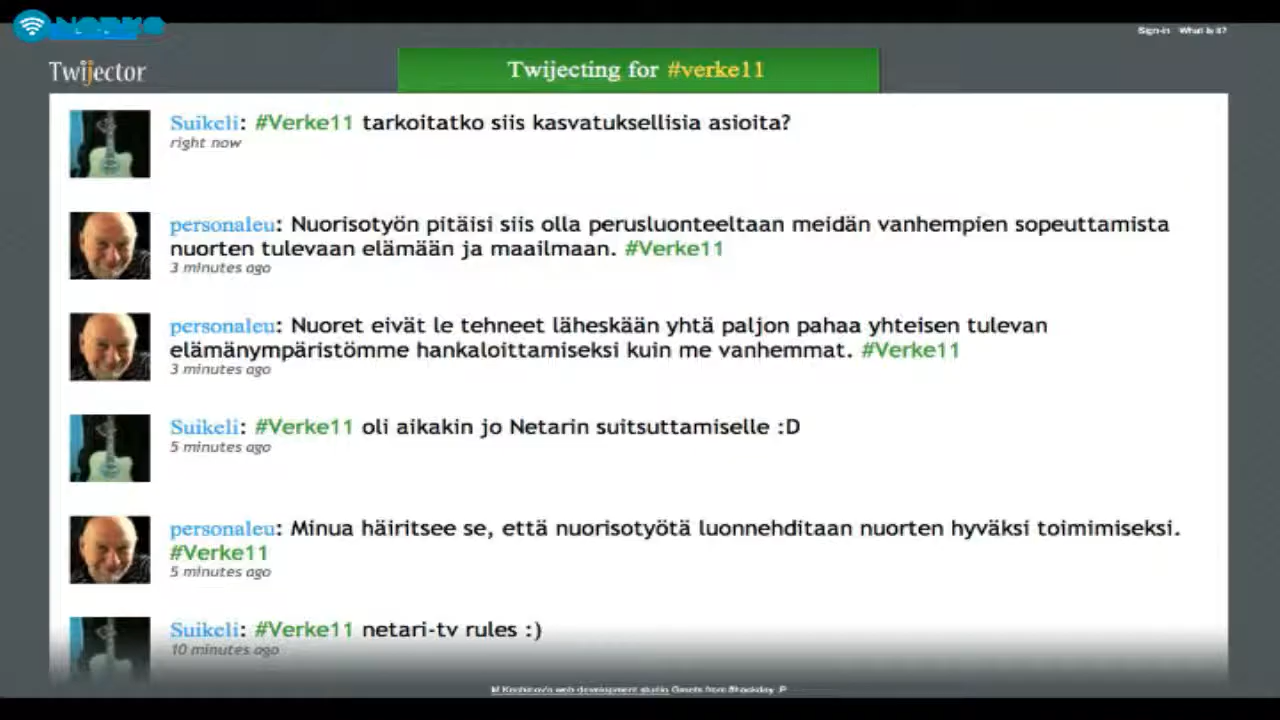 Sign-in What is it?
Twijector
Twijecting for #verke11
Suikeli: #Verke11 tarkoitatko siis kasvatuksellisia asioita?
right now
personaleu: Nuorisotyön pitäisi siis olla perusluonteeltaan meidän vanhempien sopeuttamista
nuorten tulevaan elämään ja maailmaan. #Verke11
3 minutes ago
personaleu: Nuoret eivät le tehneet läheskään yhtä paljon pahaa yhteisen tulevan
elämänympäristömme hankaloittamiseksi kuin me vanhemmat. #Verke11
3 minutes ago
Suikeli: #Verke11 oli aikakin jo Netarin suitsuttamiselle :D
5 minutes ago
personaleu: Minua häiritsee se, että nuorisotyötä luonnehditaan nuorten hyväksi toimimiseksi.
#Verke11
5 minutes ago
Suikeli: #Verke11 netari-tv rules :)
10 minutes ago
web development studio